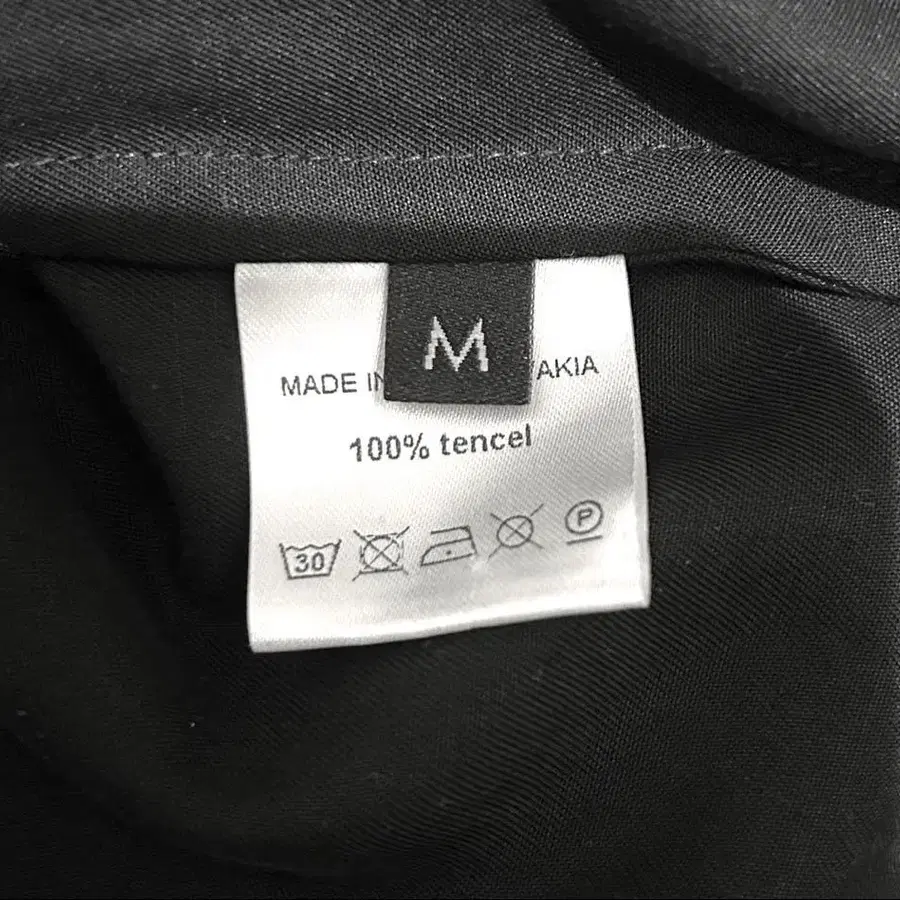 M
MADE IN AKIA
100% tencel
30 P